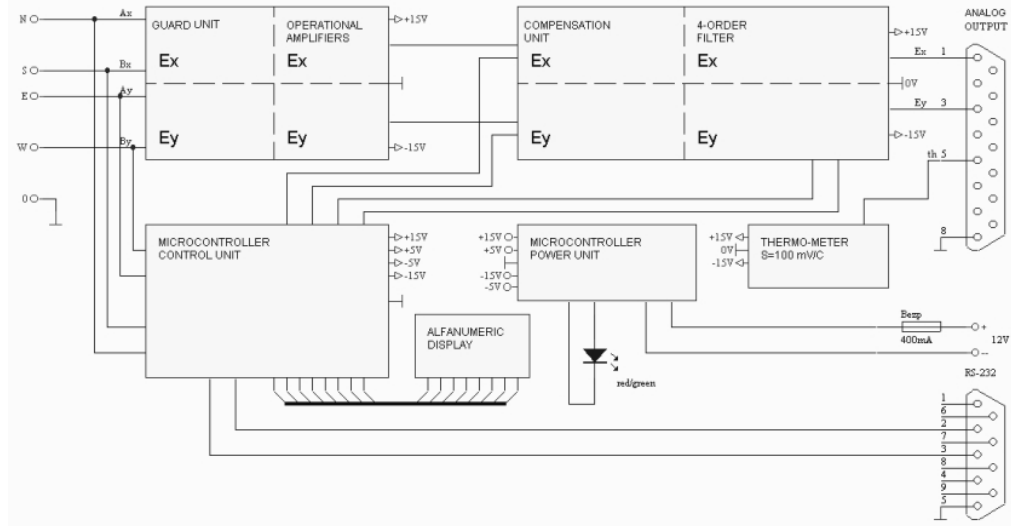 N
Ax
GUARD UNIT
OPERATIONAL
AMPLIFIERS
+15V
COMPENSATION
UNIT
4-ORDER
FILTER
ANALOG
OUTPUT
+15V
S
Bx
Ex
Ex
Ex
Ex
Ex 1
E
Ay
0V
Ey 3
W
By
Ey
Ey
-15V
Ey
Ey
-15V
th 5
0
MICROCONTROLLER
CONTROL UNIT
+15V
+5V
-5V
-15V
+15V
+5V
-15V
-5V
MICROCONTROLLER
POWER UNIT
+15V
0V
-15V
THERMO-METER
S=100 mV/C
8
ALFANUMERIC
DISPLAY
red/green
Bezp
400mA
+
12V
--
RS-232
1
6
2
7
3
8
4
9
5